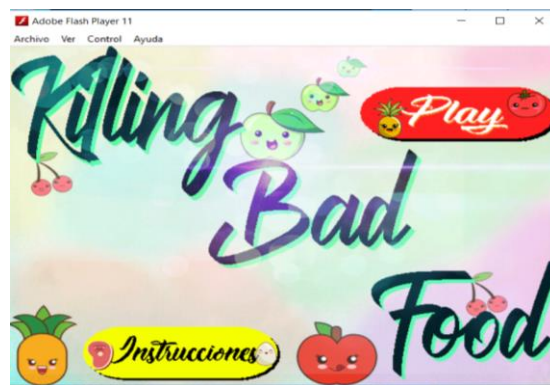 Adobe Flash Player 11
Archivo Ver Control Ayuda
Killing
Play
Bad
Food
Instrucciones